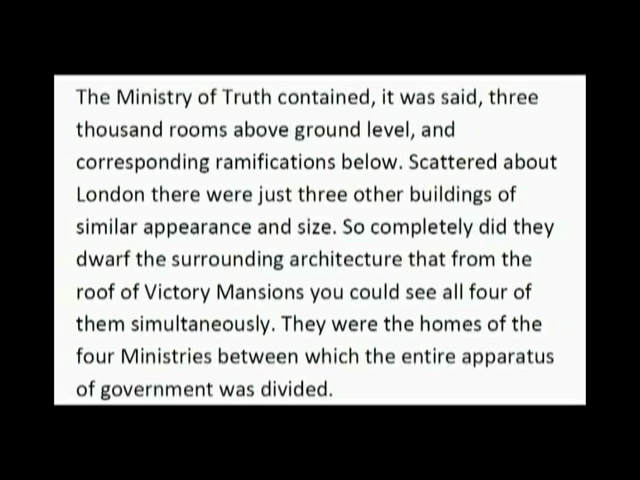 The Ministry of Truth contained, it was said, three
thousand rooms above ground level, and
corresponding ramifications below. Scattered about
London there were just three other buildings of
similar appearance and size. So completely did they
dwarf the surrounding architecture that from the
roof of Victory Mansions you could see all four of
them simultaneously. They were the homes of the
four Ministries between which the entire apparatus
of government was divided.